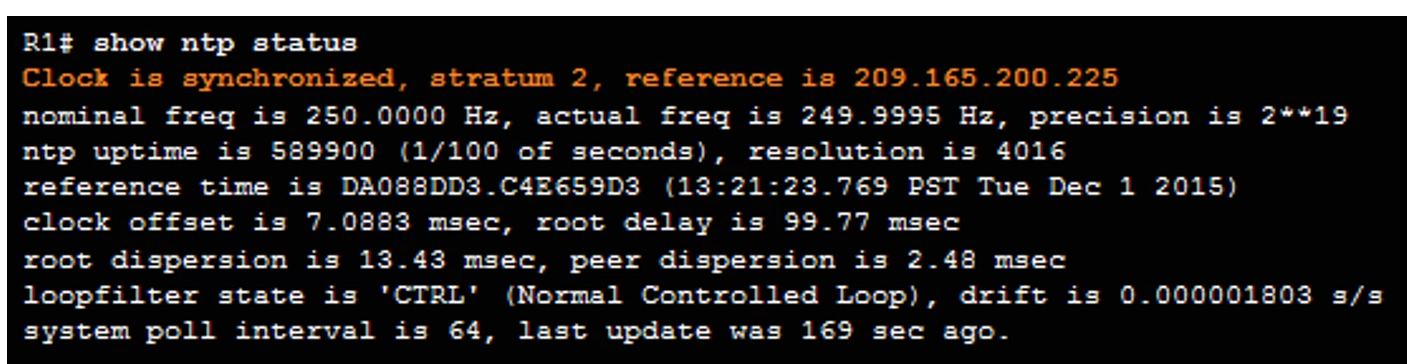 R1# show ntp status
Clock is synchronized, stratum 2, reference is 209.165.200.225
nominal freq is 250.0000 Hz, actual freq is 249.9995 Hz, precision is 2**19
ntp uptime is 589900 (1/100 of seconds), resolution is 4016
reference time is DA088DD3.C4E659D3 (13:21:23.769 PST Tue Dec 1 2015)
clock offset is 7.0883 msec, root delay is 99.77 msec
root dispersion is 13.43 msec, peer dispersion is 2.48 msec
loopfilter state is 'CTRL' (Normal Controlled Loop), drift is 0.000001803 s/s
system poll interval is 64, last update was 169 sec ago.